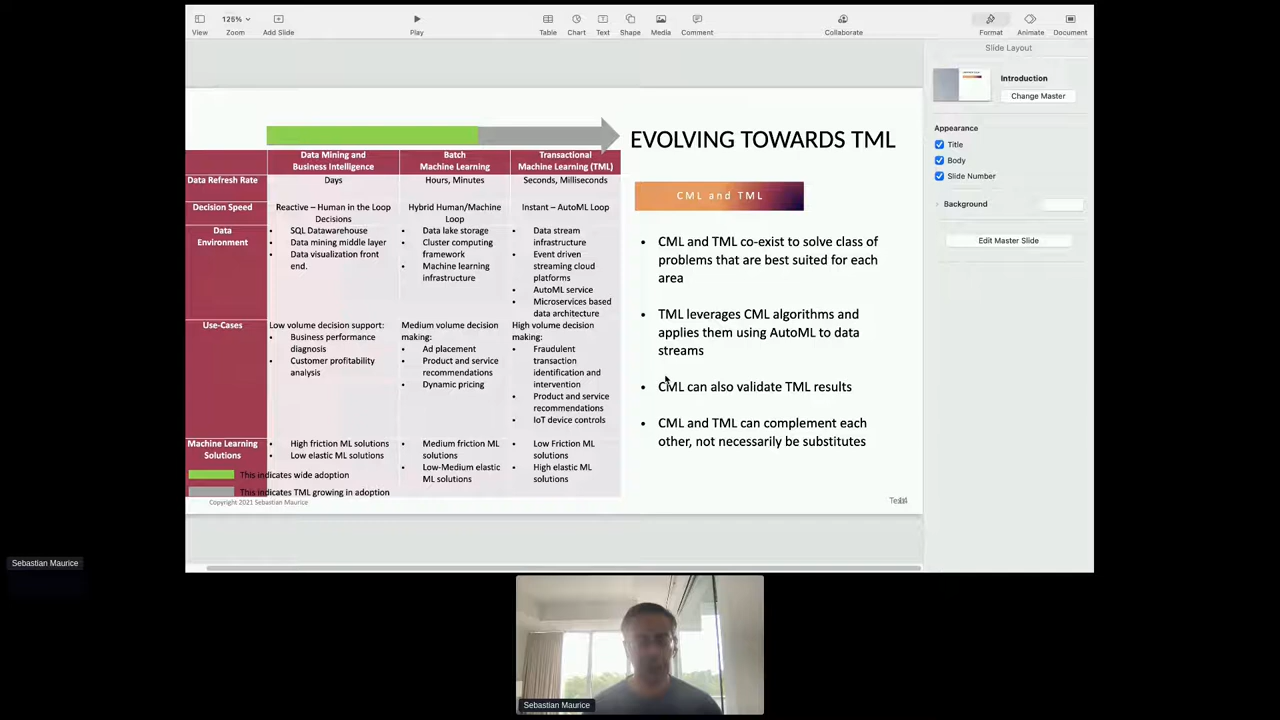 View
125%
Zoom
Add Slide
Play
Table
Chart
Text
Shape
Media
Comment
Collaborate
Format
Animate
Document
Slide Layout
Introduction
Change Master
Appearance
Title
Body
Slide Number
Background
Edit Master Slide
EVOLVING TOWARDS TML
CML and TML
• CML and TML co-exist to solve class of
problems that are best suited for each
area
• TML leverages CML algorithms and
applies them using AutoML to data
streams
• CML can also validate TML results
• CML and TML can complement each
other, not necessarily be substitutes
Data Mining and
Business Intelligence
Batch
Machine Learning
Transactional
Machine Learning (TML)
Data Refresh Rate
Days
Hours, Minutes
Seconds, Milliseconds
Decision Speed
Reactive – Human in the Loop
Decisions
Hybrid Human/Machine
Loop
Instant – AutoML Loop
Data
Environment
• SQL Datawarehouse
• Data mining middle layer
• Data visualization front
end.
• Data lake storage
• Cluster computing
framework
• Machine learning
infrastructure
• Data stream
infrastructure
• Event driven
streaming cloud
platforms
• AutoML service
• Microservices based
data architecture
Use-Cases
Low volume decision support:
• Business performance
diagnosis
• Customer profitability
analysis
Medium volume decision
making:
• Ad placement
• Product and service
recommendations
• Dynamic pricing
High volume decision
making:
• Fraudulent
transaction
identification and
intervention
• Product and service
recommendations
• IoT device controls
Machine Learning
Solutions
• High friction ML solutions
• Low elastic ML solutions
• Medium friction ML
solutions
• Low-Medium elastic
ML solutions
• Low Friction ML
solutions
• High elastic ML
solutions
This indicates wide adoption
This indicates TML growing in adoption
Copyright 2021 Sebastian Maurice
Sebastian Maurice
Sebastian Maurice